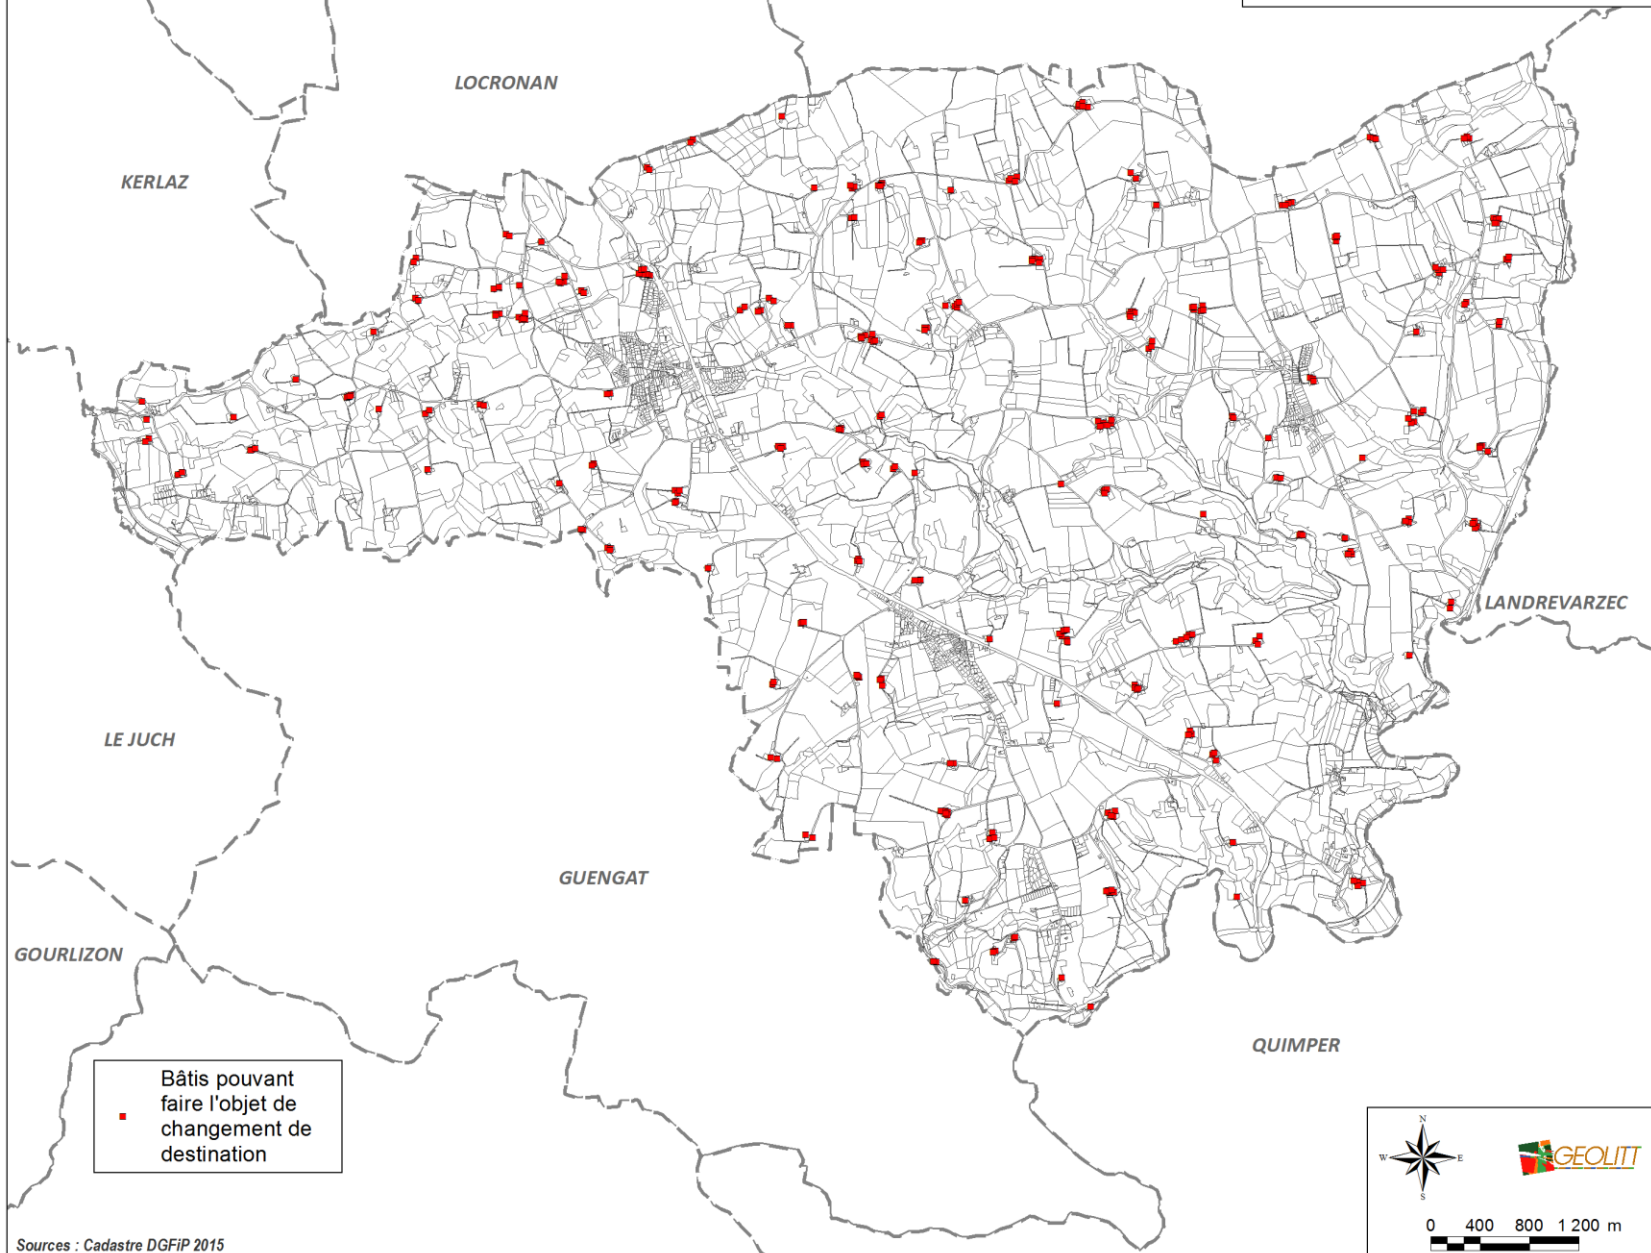 LOCRONAN
KERLAZ
LANDREVARZEC
LE JUCH
GUENGAT
GOURLIZON
QUIMPER
Bâtis pouvant
faire l'objet de
changement de
destination
N
W E
S
GEOLITT
0 400 800 1 200 m
Sources : Cadastre DGFiP 2015